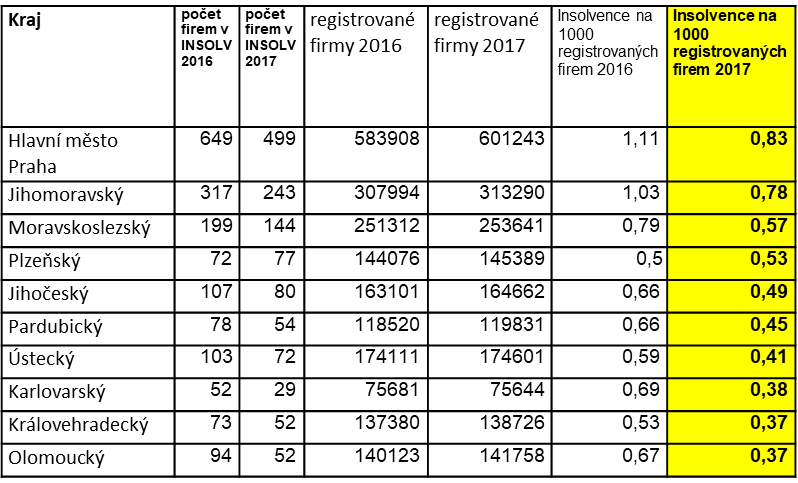 Kraj | počet firem v INSOLV 2016 | počet firem v INSOLV 2017 | registrované firmy 2016 | registrované firmy 2017 | Insolvence na 1000 registrovaných firem 2016 | Insolvence na 1000 registrovaných firem 2017
Hlavní město Praha | 649 | 499 | 583908 | 601243 | 1,11 | 0,83
Jihomoravský | 317 | 243 | 307994 | 313290 | 1,03 | 0,78
Moravskoslezský | 199 | 144 | 251312 | 253641 | 0,79 | 0,57
Plzeňský | 72 | 77 | 144076 | 145389 | 0,5 | 0,53
Jihočeský | 107 | 80 | 163101 | 164662 | 0,66 | 0,49
Pardubický | 78 | 54 | 118520 | 119831 | 0,66 | 0,45
Ústecký | 103 | 72 | 174111 | 174601 | 0,59 | 0,41
Karlovarský | 52 | 29 | 75681 | 75644 | 0,69 | 0,38
Královehradecký | 73 | 52 | 137380 | 138726 | 0,53 | 0,37
Olomoucký | 94 | 52 | 140123 | 141758 | 0,67 | 0,37